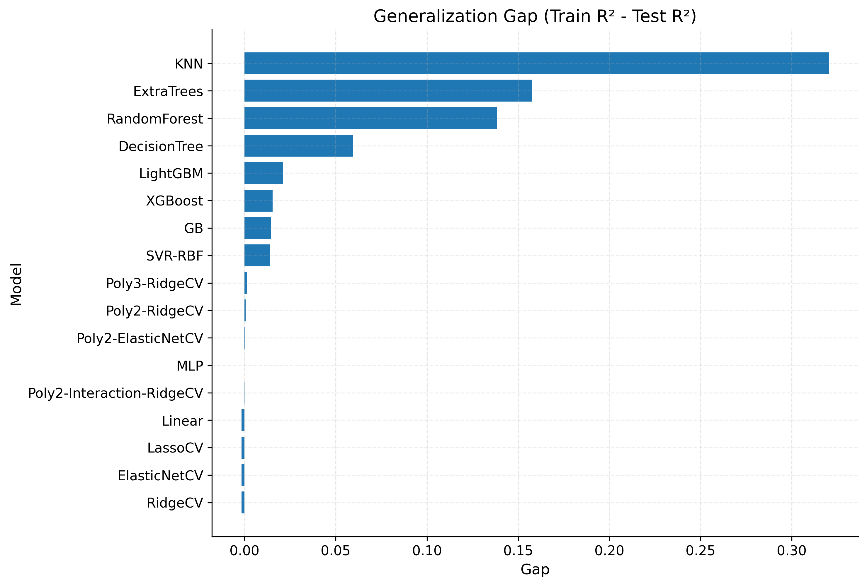 Generalization Gap (Train R² - Test R²)
KNN
ExtraTrees
RandomForest
DecisionTree
LightGBM
XGBoost
GB
SVR-RBF
Poly3-RidgeCV
Poly2-RidgeCV
Poly2-ElasticNetCV
MLP
Poly2-Interaction-RidgeCV
Linear
LassoCV
ElasticNetCV
RidgeCV
Model
0.00 0.05 0.10 0.15 0.20 0.25 0.30
Gap